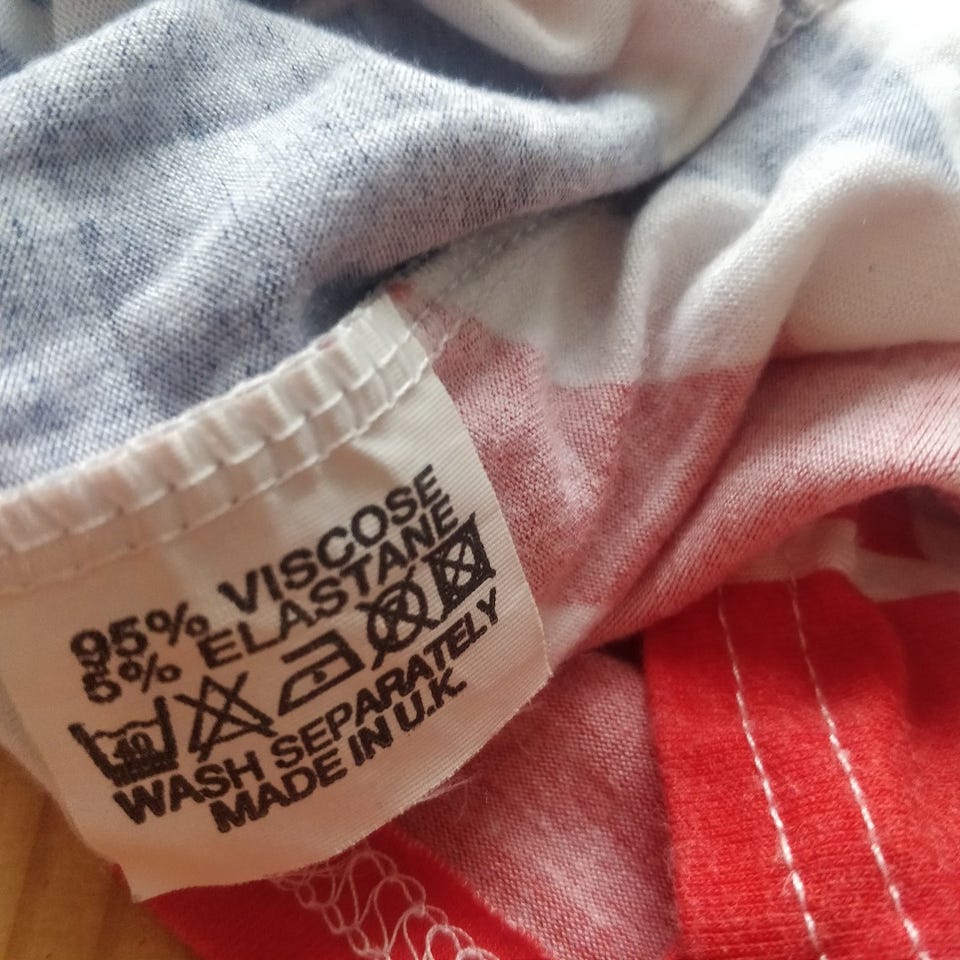 95% VISCOSE
5% ELASTANE
40
WASH SEPARATELY
MADE IN U.K.